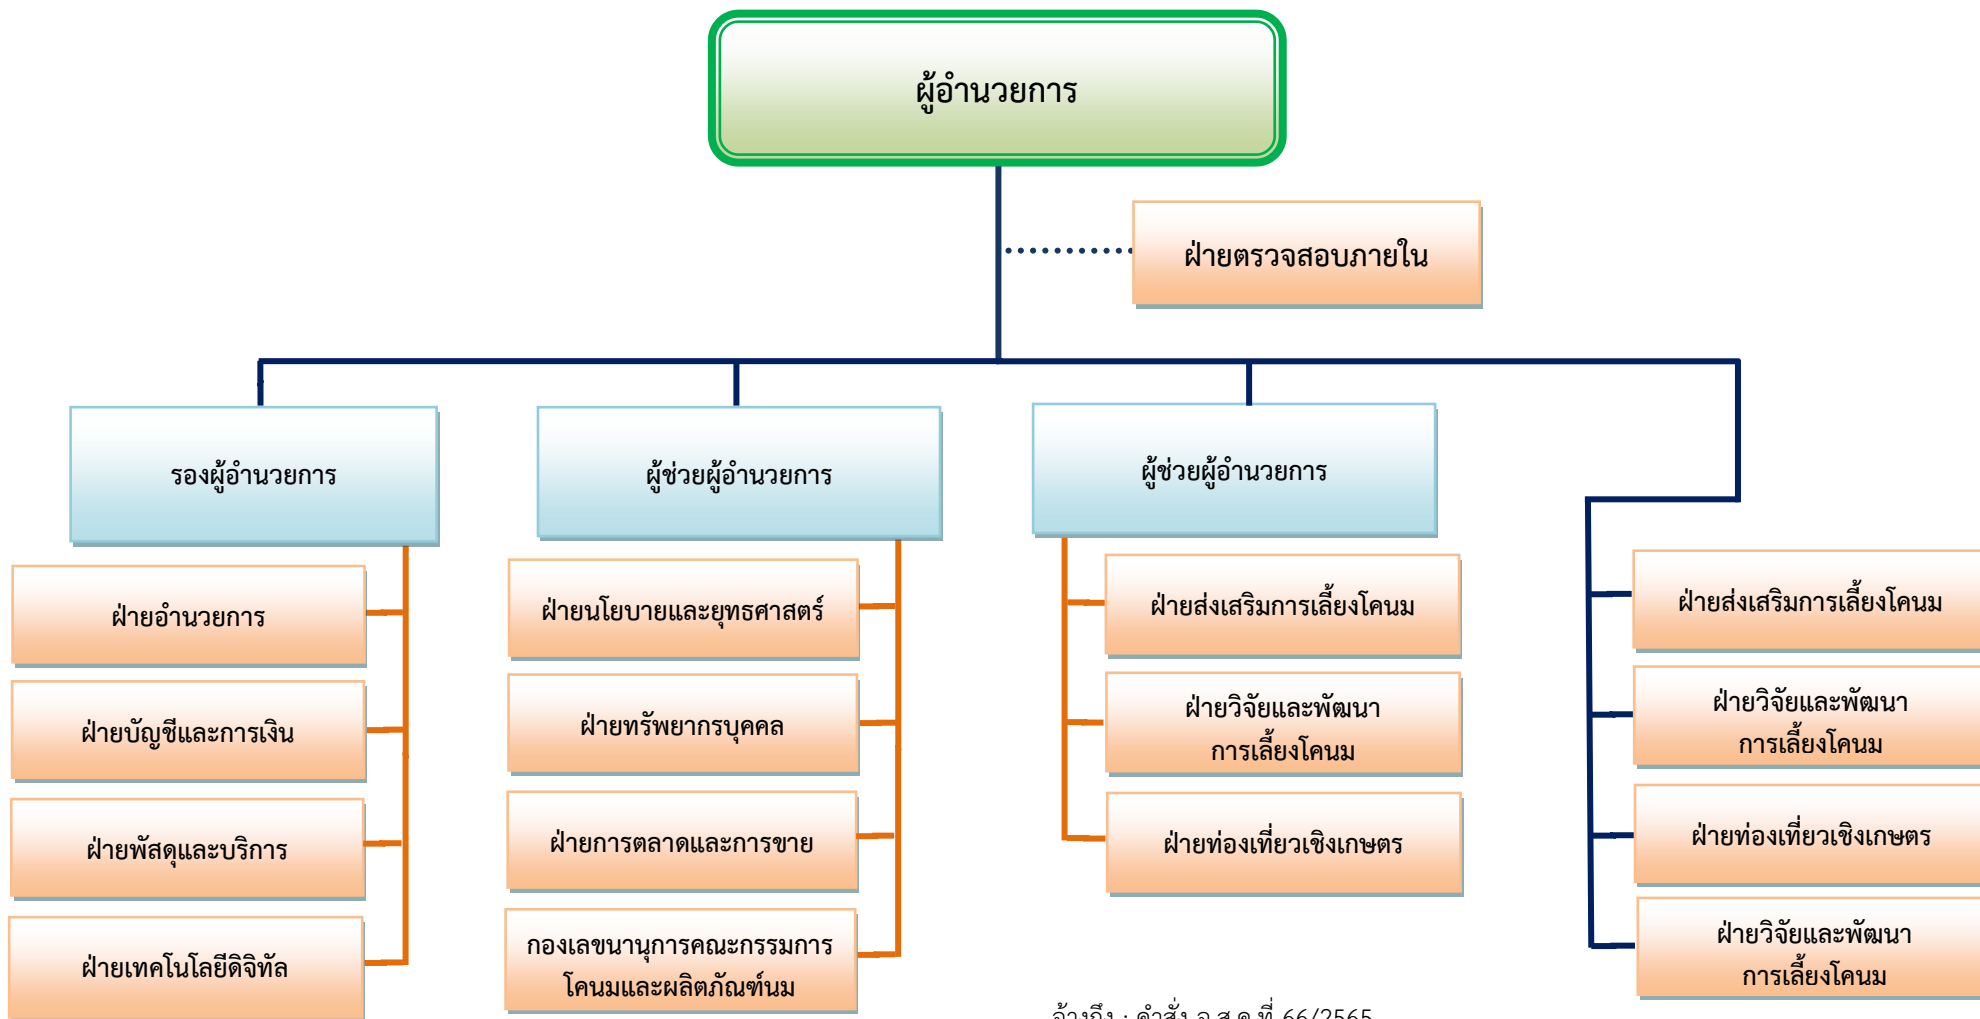 ผู้อำนวยการ
ฝ่ายตรวจสอบภายใน
รองผู้อำนวยการ
ผู้ช่วยผู้อำนวยการ
ผู้ช่วยผู้อำนวยการ
ฝ่ายอำนวยการ
ฝ่ายบัญชีและการเงิน
ฝ่ายพัสดุและบริการ
ฝ่ายเทคโนโลยีดิจิทัล
ฝ่ายนโยบายและยุทธศาสตร์
ฝ่ายทรัพยากรบุคคล
ฝ่ายการตลาดและการขาย
กองเลขานุการคณะกรรมการ
โคนมและผลิตภัณฑ์นม
ฝ่ายส่งเสริมการเลี้ยงโคนม
ฝ่ายวิจัยและพัฒนา
การเลี้ยงโคนม
ฝ่ายท่องเที่ยวเชิงเกษตร
ฝ่ายส่งเสริมการเลี้ยงโคนม
ฝ่ายวิจัยและพัฒนา
การเลี้ยงโคนม
ฝ่ายท่องเที่ยวเชิงเกษตร
ฝ่ายวิจัยและพัฒนา
การเลี้ยงโคนม
อ้างถึง : คำสั่ง อ.ส.ค.ที่ 66/2565